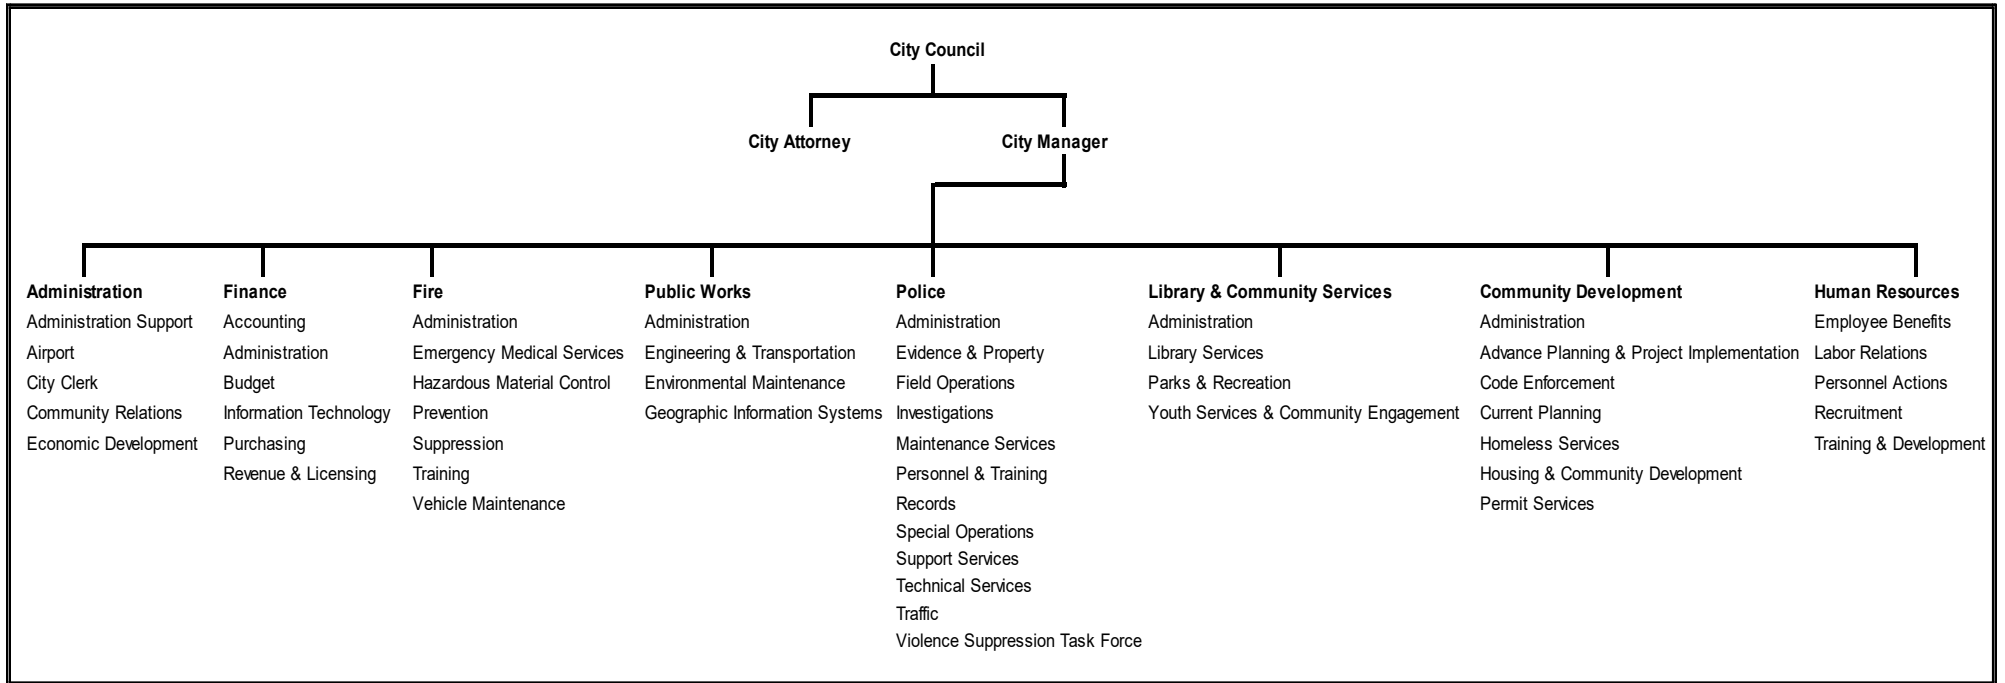 City Council
City Attorney
City Manager
Administration
Administration Support
Airport
City Clerk
Community Relations
Economic Development
Finance
Accounting
Administration
Budget
Information Technology
Purchasing
Revenue & Licensing
Fire
Administration
Emergency Medical Services
Hazardous Material Control
Prevention
Suppression
Training
Vehicle Maintenance
Public Works
Administration
Engineering & Transportation
Environmental Maintenance
Geographic Information Systems
Police
Administration
Evidence & Property
Field Operations
Investigations
Maintenance Services
Personnel & Training
Records
Special Operations
Support Services
Technical Services
Traffic
Violence Suppression Task Force
Library & Community Services
Administration
Library Services
Parks & Recreation
Youth Services & Community Engagement
Community Development
Administration
Advance Planning & Project Implementation
Code Enforcement
Current Planning
Homeless Services
Housing & Community Development
Permit Services
Human Resources
Employee Benefits
Labor Relations
Personnel Actions
Recruitment
Training & Development